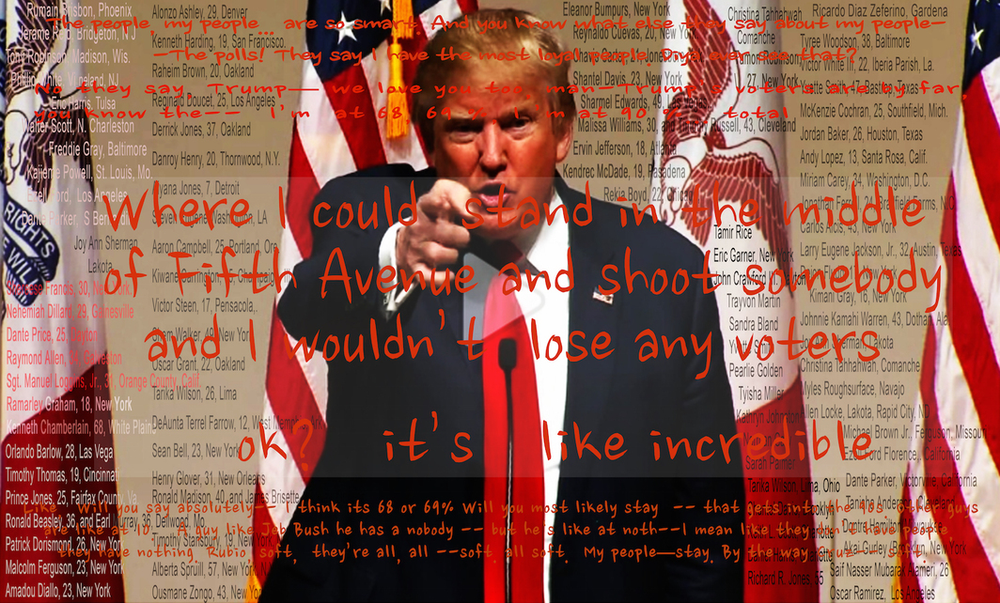 The people, my people are so smart. And you know what else they say about my people—
—The polls! They say I have the most loyal people. Did you ever see that?
they say, Trump— we love you too, man—Trump's voters are by far
you know the-- I'm at 68, 69%. I'm at 90% total
Where I could stand in the middle
of Fifth Avenue and shoot somebody
and I wouldn't lose any voters
ok? it's like incredible
Like Will you say absolutely-- I think its 68 or 69% Will you most likely stay -- that gets into the 90s other guys
are like at 10. A guy like Jeb Bush he has a nobody -- but he's like at noth--I mean like they don't have people,
they have nothing. Rubio soft, they're all, all --soft, all soft. My people—stay. By the way
Rumain Brisbon, Phoenix
Jerame Reid, Bridgeton, N J
Tony Robinson, Madison, Wis.
Eric Harris, Tulsa
Walter Scott, N. Charleston
Freddie Gray, Baltimore
Kajieme Powell, St. Louis, Mo.
Ezell Ford, Los Angeles
Dante Parker, S Bernardino
Joy Ann Sherman
Lakota
Francis, 30, New York
Nehemiah Dillard, 29, Gainesville
Dante Price, 25, Dayton
Raymond Allen, 34, Galveston
Sgt. Manuel Loggins, Jr., 31, Orange County, Calif.
Ramarley Graham, 18, New York
Kenneth Chamberlain, 68, White Plains
Orlando Barlow, 28, Las Vegas
Timothy Thomas, 19, Cincinnati
Prince Jones, 25, Fairfax County, Va.
Ronald Beasley, 36, and Earl Murray, 36, Dellwood, Mo.
Patrick Dorismond, 26, New York
Malcolm Ferguson, 23, New York
Amadou Diallo, 23, New York
Alonzo Ashley, 29, Denver
Kenneth Harding, 19, San Francisco.
Raheim Brown, 20, Oakland
Reginald Doucet, 25, Los Angeles
Derrick Jones, 37, Oakland
Danroy Henry, 20, Thornwood, N.Y.
Aiyana Jones, 7, Detroit
Steven Eugene Washington, LA
Aaron Campbell, 25, Portland, Ore.
Kiwane Carrington, 15, Champaign
Victor Steen, 17, Pensacola,
Shem Walker, 49, New York
Oscar Grant, 22, Oakland
Tarika Wilson, 26, Lima
DeAunta Terrel Farrow, 12, West Memphis, Ark
Sean Bell, 23, New York
Henry Glover, 31, New Orleans
Ronald Madison, 40, and James Brisette,
Timothy Stansbury, 19, New York
Alberta Spruill, 57, New York
Ousmane Zongo, 43, New York
Eleanor Bumpurs, New York
Reynaldo Cuevas, 20, New York
Shantel Davis, 23, New York
Sharmel Edwards, 49, Las Vegas
Malissa Williams, 30, and Timothy Russell, 43, Cleveland
Ervin Jefferson, 18, Atlanta
Kendrec McDade, 19, Pasadena
Rekia Boyd, 22, Chicago
Christina Tahhahwah,
Comanche
Tamir Rice
Eric Garner, New York
John Crawford
Trayvon Martin
Sandra Bland
Pearlie Golden
Tyisha Miller
Kathryn Johnston
Sarah Palmer
Tarika Wilson, Lima, Ohio
Richard R. Jones, 55
Ricardo Diaz Zeferino, Gardena
Tyree Woodson, 38, Baltimore
Victor White III, 22, Iberia Parish, La.
Yvette Smith, 47, Bastrop, Texas
McKenzie Cochran, 25, Southfield, Mich.
Jordan Baker, 26, Houston, Texas
Andy Lopez, 13, Santa Rosa, Calif.
Miriam Carey, 34, Washington, D.C.
Jonathan Ferrell, 24, Bradfield Farms, N.C.
Carlos Alcis, 43, New York
Larry Eugene Jackson, Jr., 32, Austin, Texas
Kimani Gray, 16, New York
Johnnie Kamahi Warren, 43, Dothan, Ala.
Christina Tahhahwah, Comanche
Myles Roughsurface, Navajo
Allen Locke, Lakota, Rapid City, ND
Michael Brown Jr., Ferguson, Missouri
Ezell Ford Florence, California
Dante Parker, Victorville, California
Tanisha Anderson, Cleveland
Dontre Hamilton
Akai Gurley, Brooklyn, New York
Saif Nasser Mubarak Alameri, 26
Oscar Ramirez, Los Angeles
RIGHTS